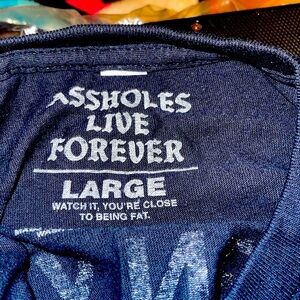 ASSHOLES
LIVE
FOREVER
LARGE
WATCH IT, YOU'RE CLOSE
TO BEING FAT.